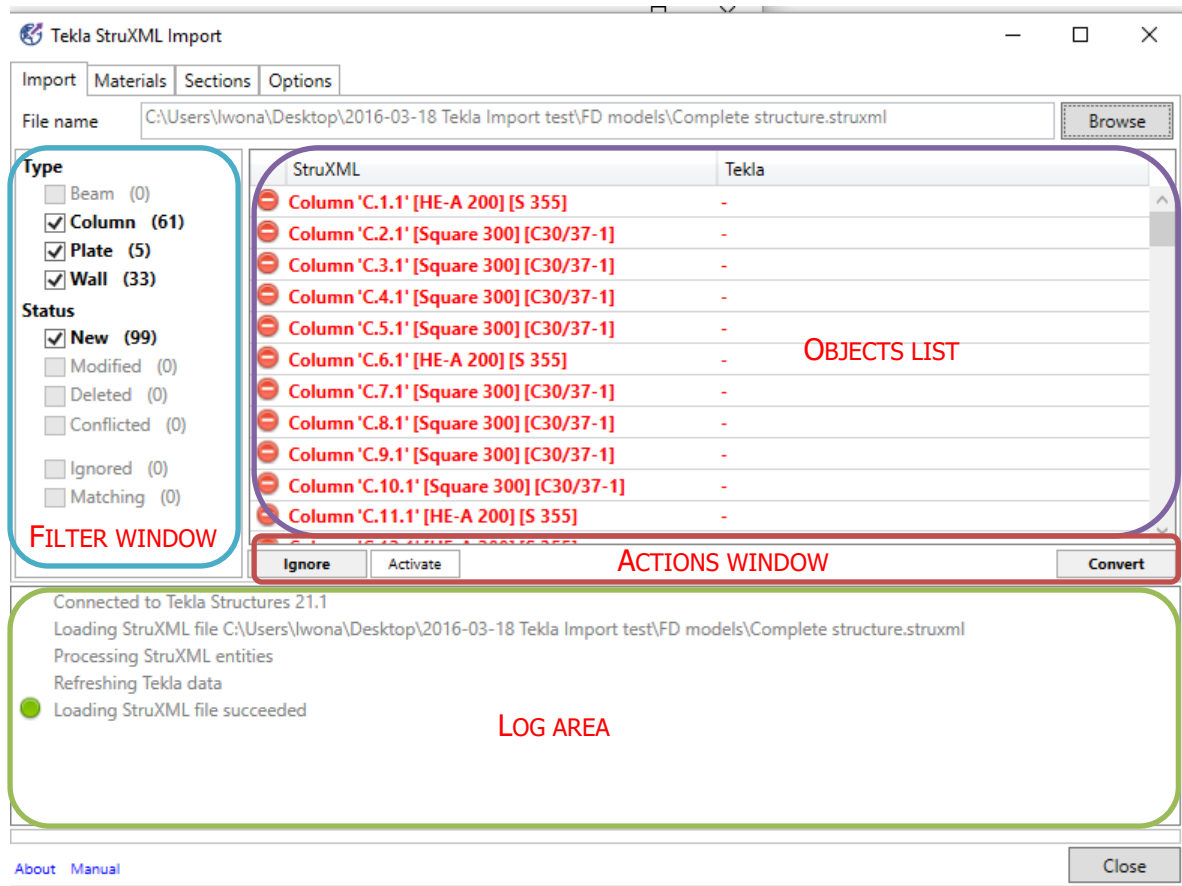 Tekla StruXML Import
Import Materials Sections Options
File name C:\Users\Iwona\Desktop\2016-03-18 Tekla Import test\FD models\Complete structure.struxml Browse
Type
Beam (0)
Column (61)
Plate (5)
Wall (33)
Status
New (99)
Modified (0)
Deleted (0)
Conflicted (0)
Ignored (0)
Matching (0)
FILTER WINDOW
StruXML Tekla
Column 'C.1.1' [HE-A 200] [S 355] -
Column 'C.2.1' [Square 300] [C30/37-1] -
Column 'C.3.1' [Square 300] [C30/37-1] -
Column 'C.4.1' [Square 300] [C30/37-1] -
Column 'C.5.1' [Square 300] [C30/37-1] -
Column 'C.6.1' [HE-A 200] [S 355] -
Column 'C.7.1' [Square 300] [C30/37-1] -
Column 'C.8.1' [Square 300] [C30/37-1] -
Column 'C.9.1' [Square 300] [C30/37-1] -
Column 'C.10.1' [Square 300] [C30/37-1] -
Column 'C.11.1' [HE-A 200] [S 355] -
OBJECTS LIST
Ignore Activate ACTIONS WINDOW Convert
Connected to Tekla Structures 21.1
Loading StruXML file C:\Users\Iwona\Desktop\2016-03-18 Tekla Import test\FD models\Complete structure.struxml
Processing StruXML entities
Refreshing Tekla data
Loading StruXML file succeeded
LOG AREA
About Manual Close